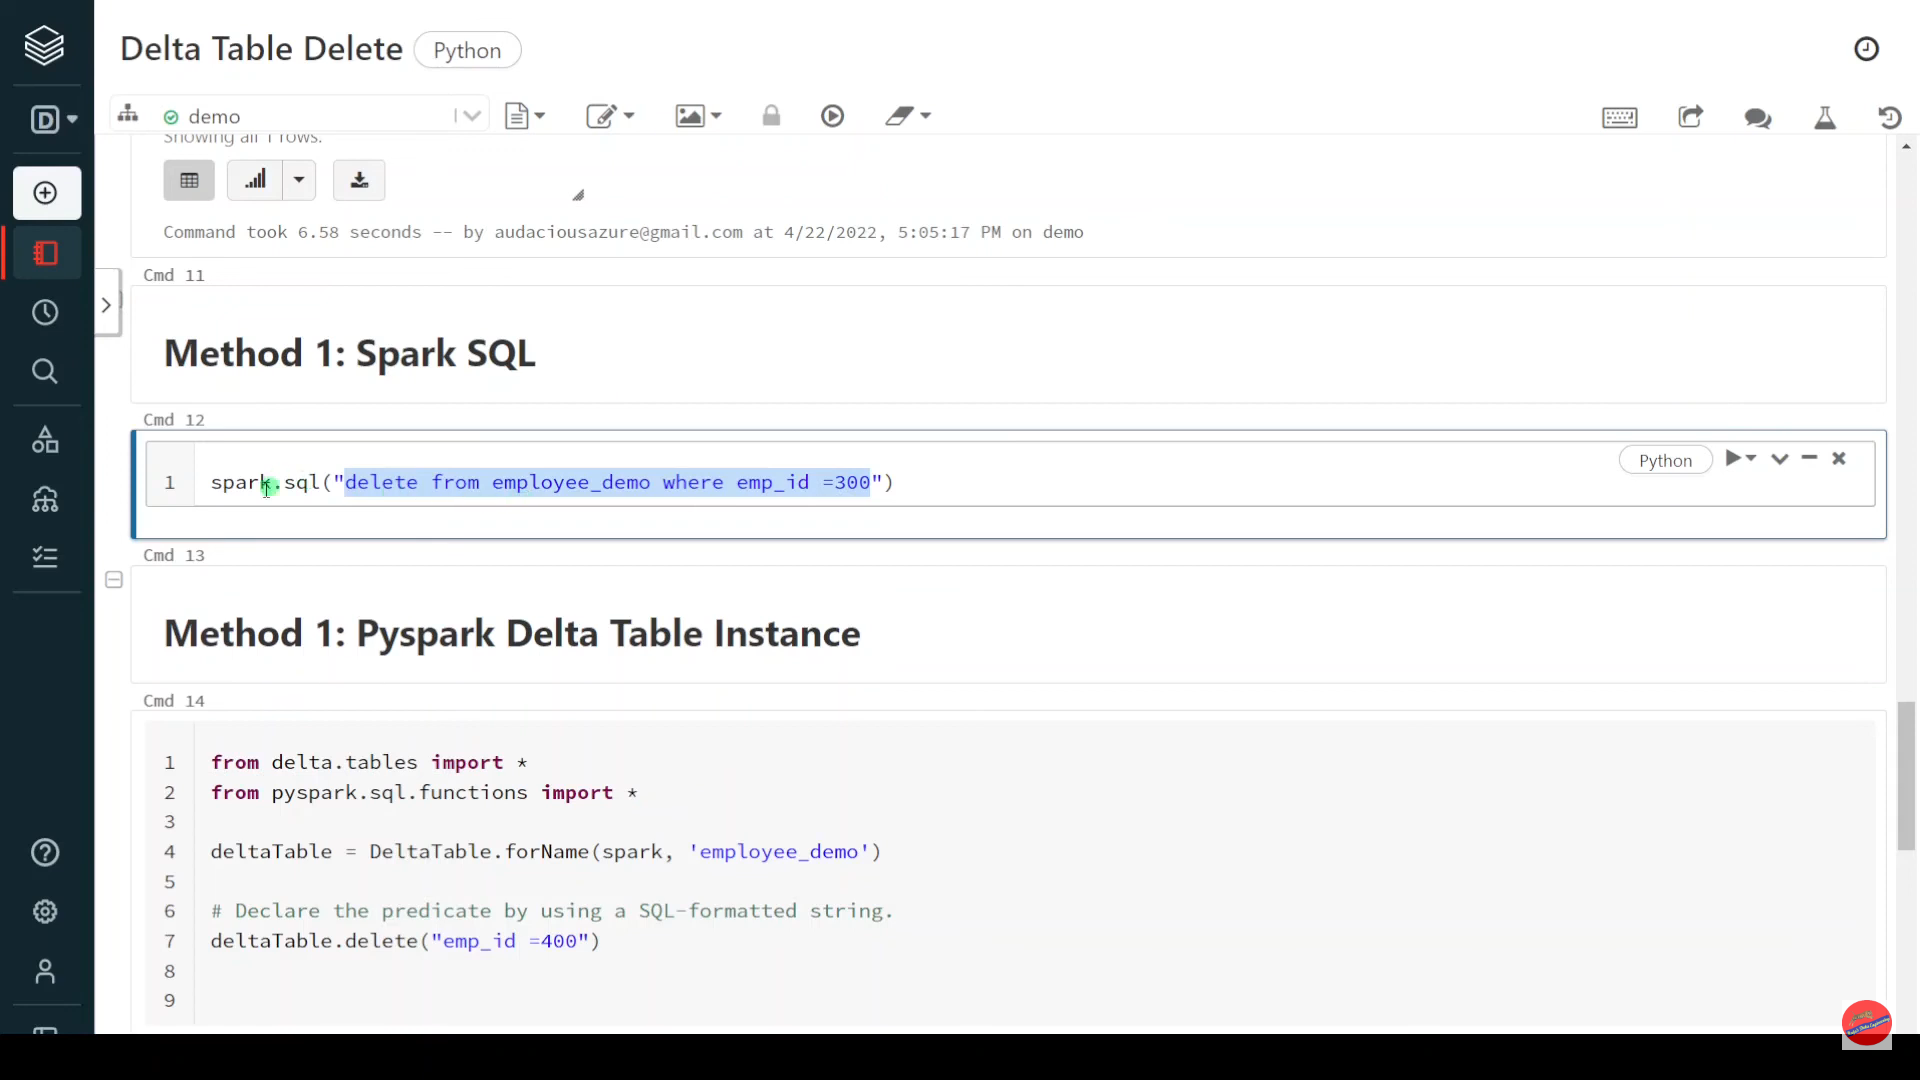 Delta Table Delete Python
demo
Showing all 1 rows.
Command took 6.58 seconds -- by audaciousazure@gmail.com at 4/22/2022, 5:05:17 PM on demo
Cmd 11
Method 1: Spark SQL
Cmd 12
Python
1 spark.sql("delete from employee_demo where emp_id =300")
Cmd 13
Method 1: Pyspark Delta Table Instance
Cmd 14
1 from delta.tables import *
2 from pyspark.sql.functions import *
3
4 deltaTable = DeltaTable.forName(spark, 'employee_demo')
5
6 # Declare the predicate by using a SQL-formatted string.
7 deltaTable.delete("emp_id =400")
8
9